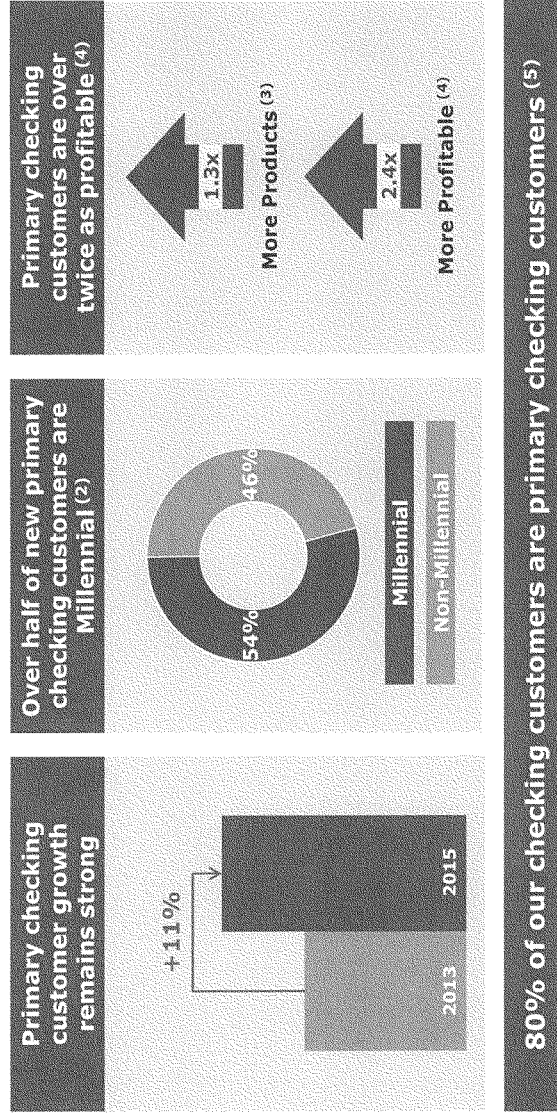 Primary checking
customer growth
remains strong
+11%
2013
2015
Over half of new primary
checking customers are
Millennial (2)
54%
46%
Millennial
Non-Millennial
Primary checking
customers are over
twice as profitable (4)
1.3x
More Products (3)
2.4x
More Profitable (4)
80% of our checking customers are primary checking customers (5)